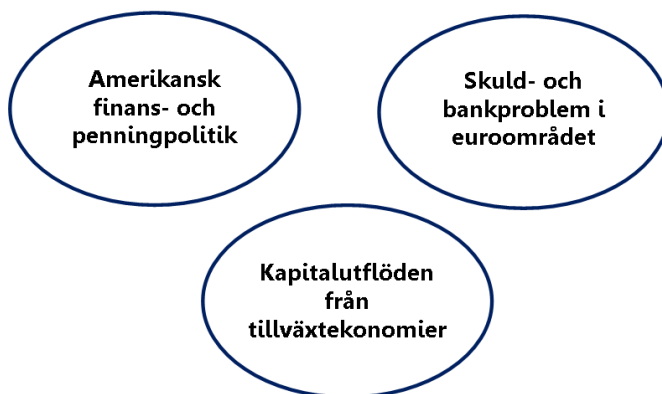 Amerikansk
finans- och
penningpolitik
Skuld- och
bankproblem i
euroområdet
Kapitalutflöden
från
tillväxtekonomier